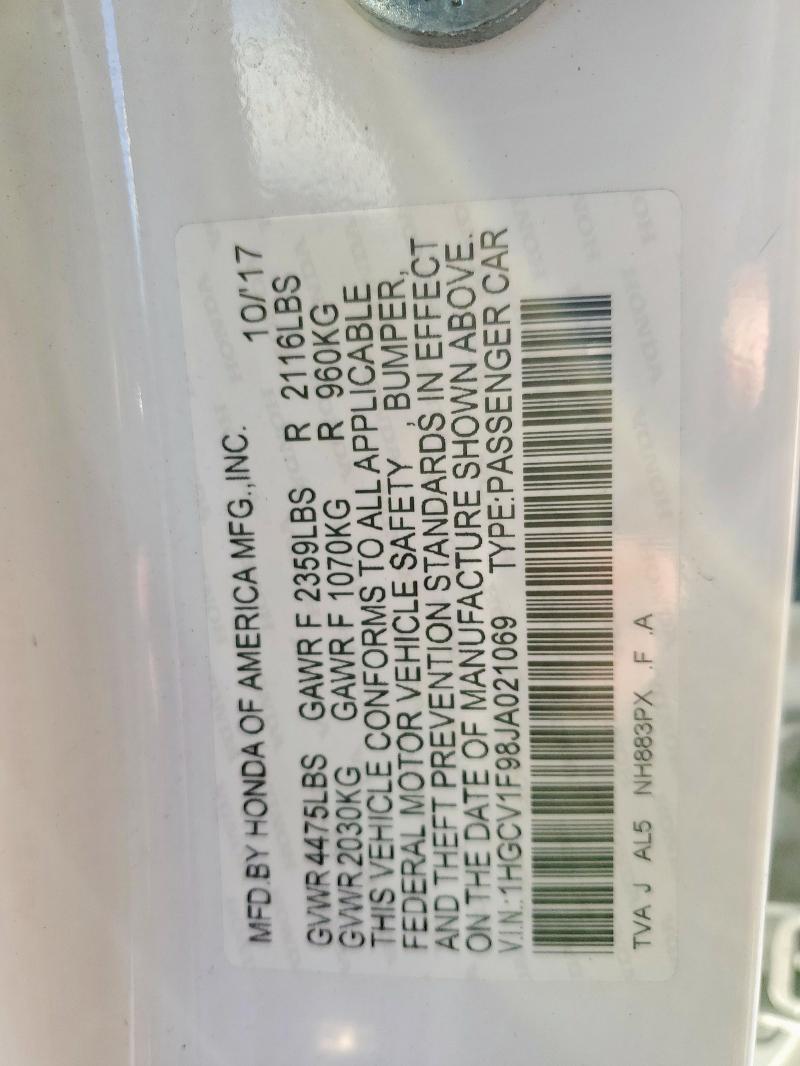 MFD.BY HONDA OF AMERICA MFG.,INC. 10/'17
GVWR 4475LBS GAWR F 2359LBS R 2116LBS
GVWR 2030KG GAWR F 1070KG R 960KG
THIS VEHICLE CONFORMS TO ALL APPLICABLE
FEDERAL MOTOR VEHICLE SAFETY , BUMPER,
AND THEFT PREVENTION STANDARDS IN EFFECT
ON THE DATE OF MANUFACTURE SHOWN ABOVE.
V.I.N.:1HGCV1F98JA021069 TYPE:PASSENGER CAR
TVA J AL5 NH883PX .F .A